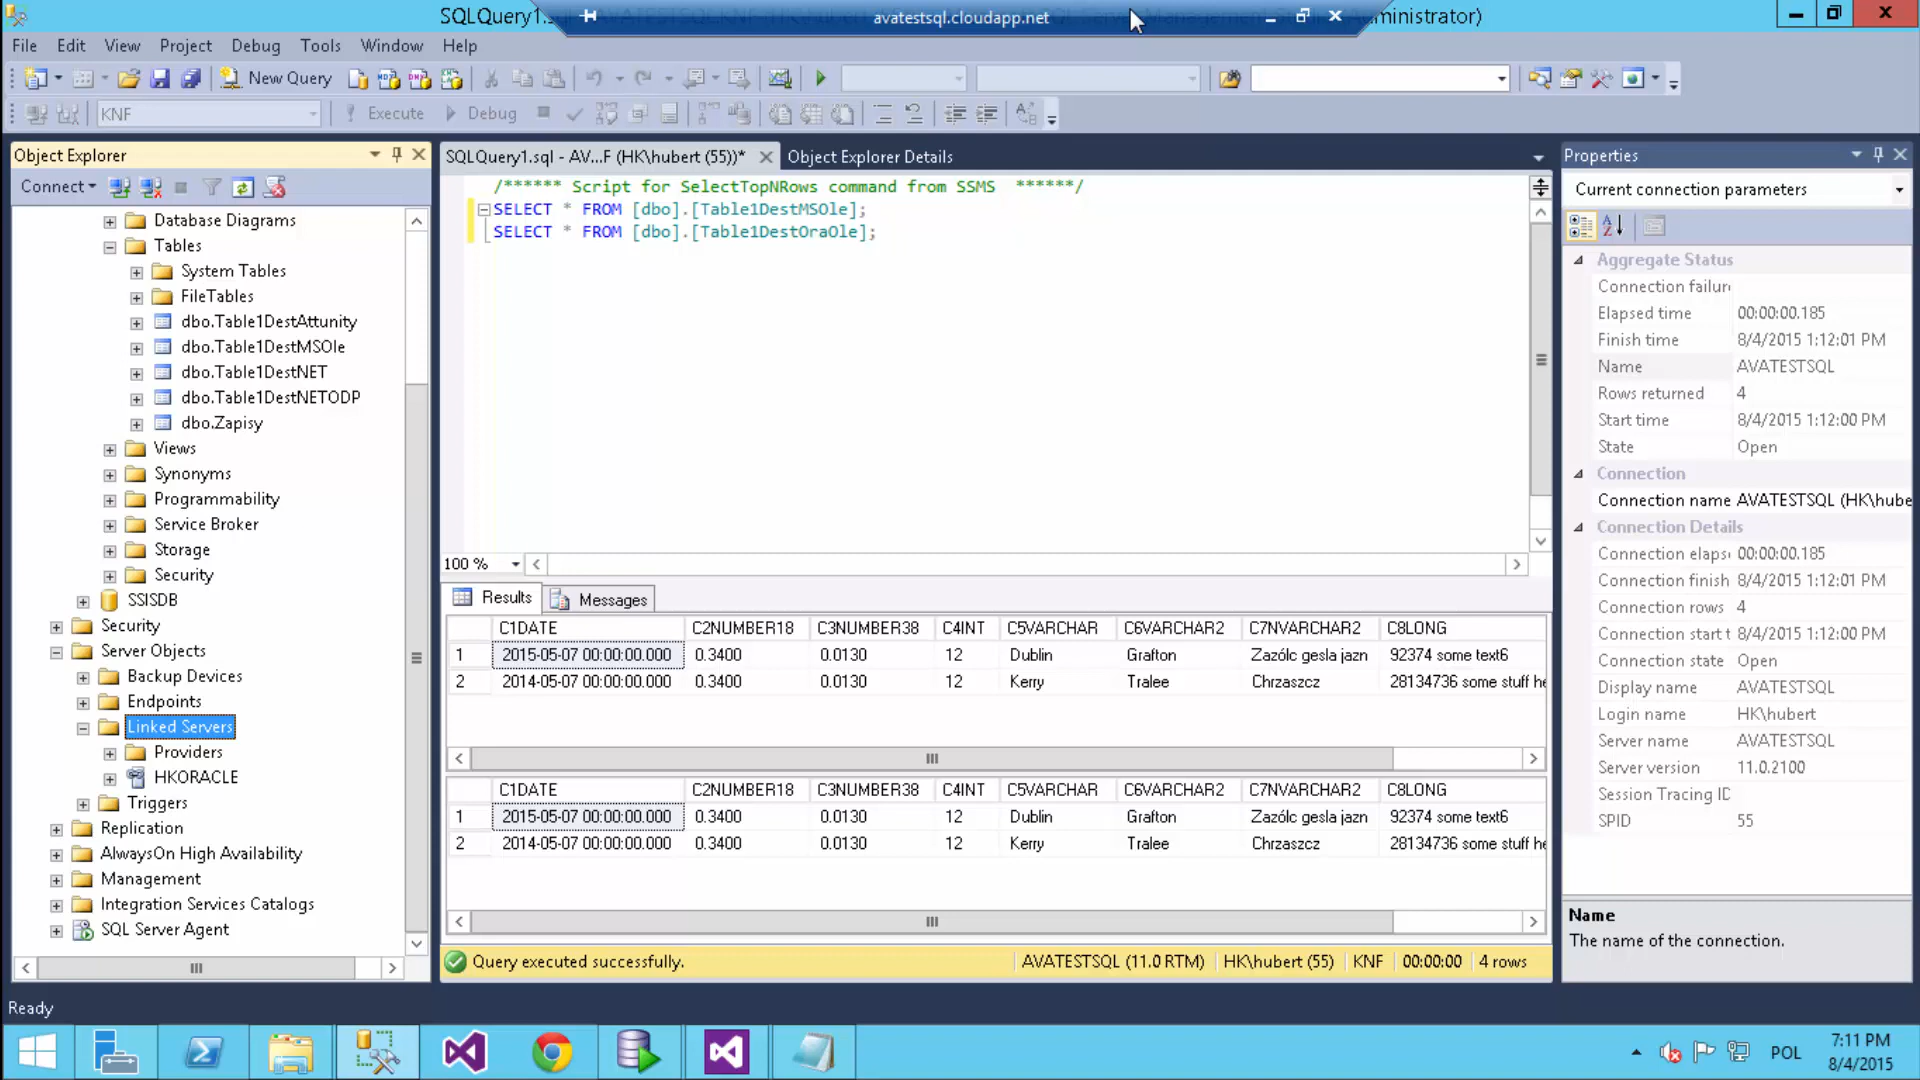 SQLQuery1.s
avatestsql.cloudapp.net
ministrator)
File Edit View Project Debug Tools Window Help
New Query
KNF Execute Debug
Object Explorer
Connect
Database Diagrams
Tables
System Tables
FileTables
dbo.Table1DestAttunity
dbo.Table1DestMSOle
dbo.Table1DestNET
dbo.Table1DestNETODP
dbo.Zapisy
Views
Synonyms
Programmability
Service Broker
Storage
Security
SSISDB
Security
Server Objects
Backup Devices
Endpoints
Linked Servers
Providers
HKORACLE
Triggers
Replication
AlwaysOn High Availability
Management
Integration Services Catalogs
SQL Server Agent
SQLQuery1.sql - AV...F (HK\hubert (55))* Object Explorer Details
/****** Script for SelectTopNRows command from SSMS ******/
SELECT * FROM [dbo].[Table1DestMSOle];
SELECT * FROM [dbo].[Table1DestOraOle];
100 %
Results Messages
C1DATE C2NUMBER18 C3NUMBER38 C4INT C5VARCHAR C6VARCHAR2 C7NVARCHAR2 C8LONG
1 2015-05-07 00:00:00.000 0.3400 0.0130 12 Dublin Grafton Zazólc gesla jazn 92374 some text6
2 2014-05-07 00:00:00.000 0.3400 0.0130 12 Kerry Tralee Chrzaszcz 28134736 some stuff he
C1DATE C2NUMBER18 C3NUMBER38 C4INT C5VARCHAR C6VARCHAR2 C7NVARCHAR2 C8LONG
1 2015-05-07 00:00:00.000 0.3400 0.0130 12 Dublin Grafton Zazólc gesla jazn 92374 some text6
2 2014-05-07 00:00:00.000 0.3400 0.0130 12 Kerry Tralee Chrzaszcz 28134736 some stuff he
Query executed successfully. AVATESTSQL (11.0 RTM) HK\hubert (55) KNF 00:00:00 4 rows
Properties
Current connection parameters
Aggregate Status
Connection failure
Elapsed time 00:00:00.185
Finish time 8/4/2015 1:12:01 PM
Name AVATESTSQL
Rows returned 4
Start time 8/4/2015 1:12:00 PM
State Open
Connection
Connection name AVATESTSQL (HK\hube
Connection Details
Connection elaps 00:00:00.185
Connection finish 8/4/2015 1:12:01 PM
Connection rows 4
Connection start t 8/4/2015 1:12:00 PM
Connection state Open
Display name AVATESTSQL
Login name HK\hubert
Server name AVATESTSQL
Server version 11.0.2100
Session Tracing ID
SPID 55
Name
The name of the connection.
Ready
POL
7:11 PM
8/4/2015